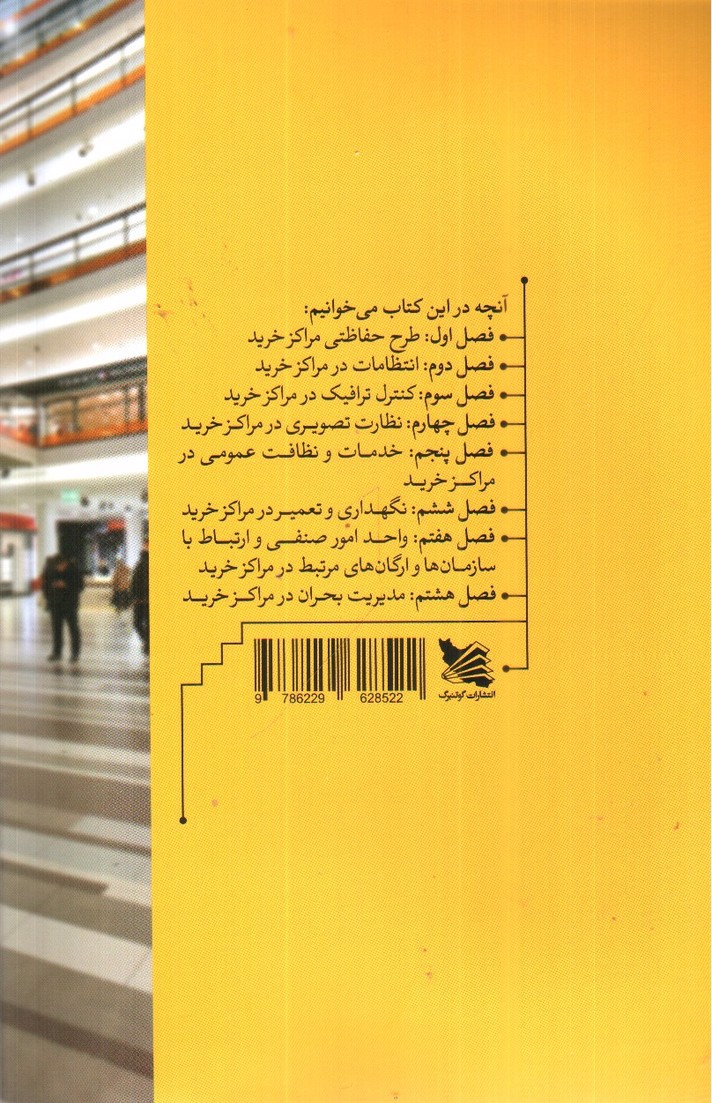 آنچه در این کتاب می‌خوانیم:
فصل اول: طرح حفاظتی مراکز خرید
فصل دوم: انتظامات در مراکز خرید
فصل سوم: کنترل ترافیک در مراکز خرید
فصل چهارم: نظارت تصویری در مراکز خرید
فصل پنجم: خدمات و نظافت عمومی در
مراکز خرید
فصل ششم: نگهداری و تعمیر در مراکز خرید
فصل هفتم: واحد امور صنفی و ارتباط با
سازمان‌ها و ارگان‌های مرتبط در مراکز خرید
فصل هشتم: مدیریت بحران در مراکز خرید
انتشارات گوتنبرگ
9 786229 628522